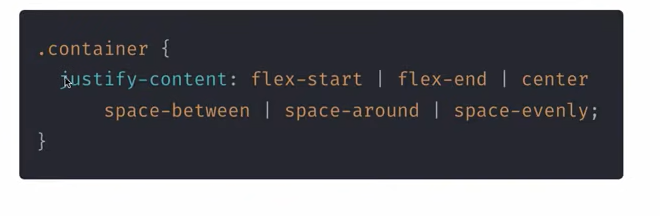 .container {
justify-content: flex-start | flex-end | center
space-between | space-around | space-evenly;
}